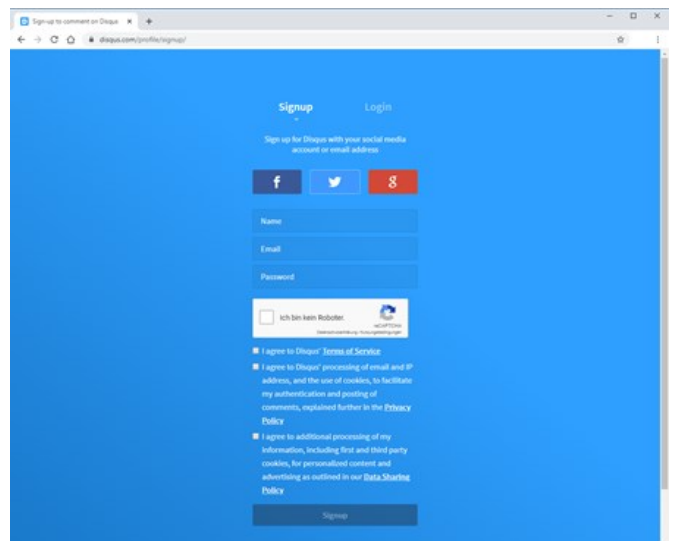 Sign-up to comment on Disqus
disqus.com/profile/signup/
Signup Login
Sign up for Disqus with your social media
account or email address
f
g
Name
Email
Password
Ich bin kein Roboter.
reCAPTCHA
Datenschutzerklärung - Nutzungsbedingungen
I agree to Disqus' Terms of Service
I agree to Disqus' processing of email and IP
address, and the use of cookies, to facilitate
my authentication and posting of
comments, explained further in the Privacy
Policy
I agree to additional processing of my
information, including first and third party
cookies, for personalized content and
advertising as outlined in our Data Sharing
Policy
Signup